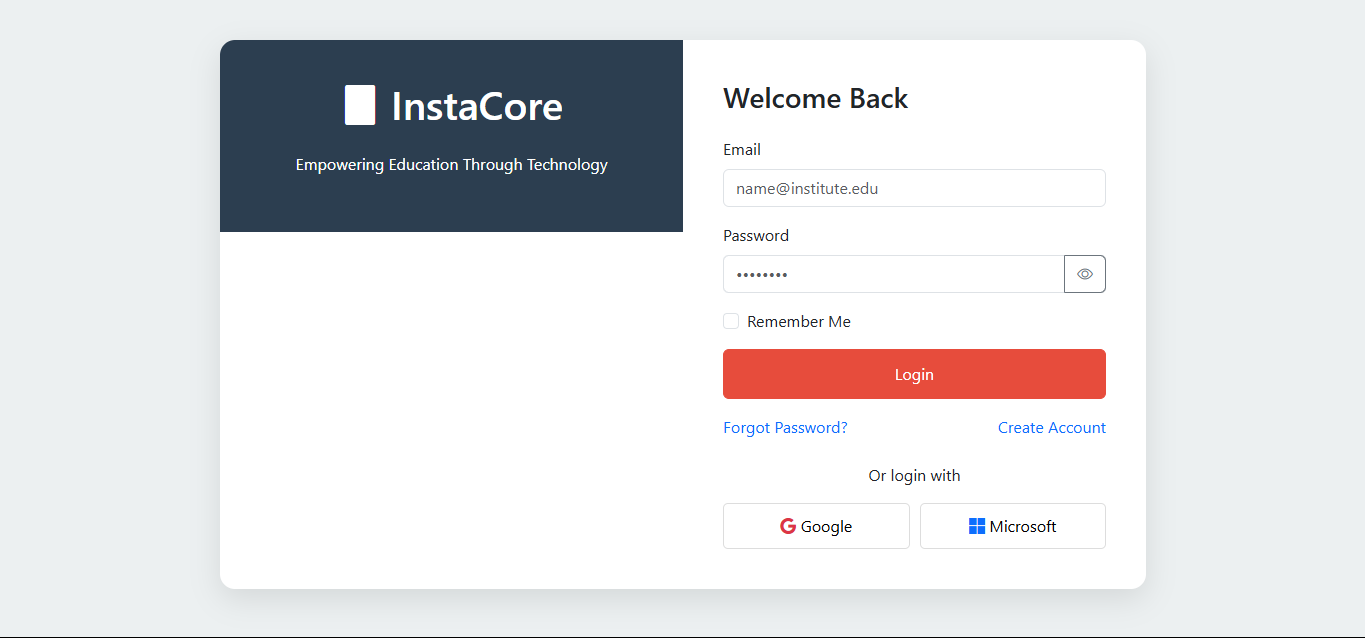 InstaCore
Empowering Education Through Technology
Welcome Back
Email
name@institute.edu
Password
••••••••
Remember Me
Login
Forgot Password?
Create Account
Or login with
Google
Microsoft